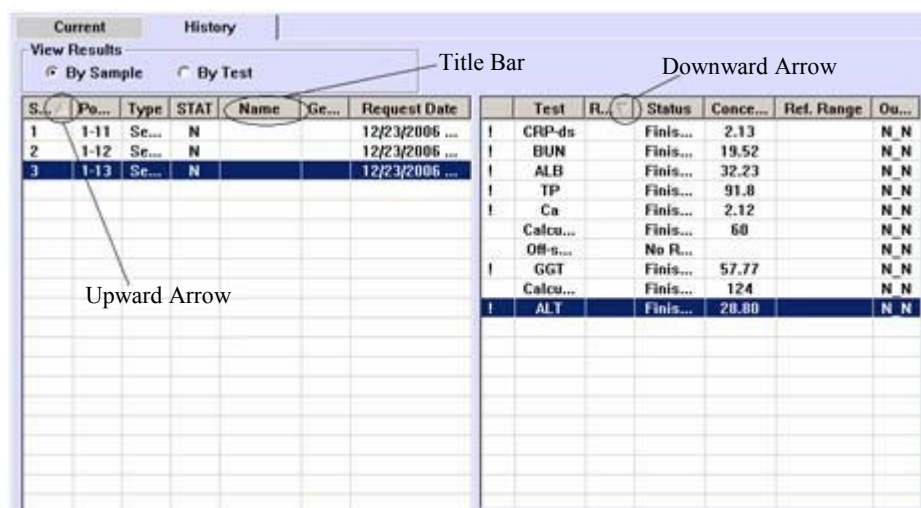 Current History
View Results
By Sample By Test
Title Bar
Downward Arrow
S... Po... Type STAT Name Ge... Request Date
1 1-11 Se... N 12/23/2006 ...
2 1-12 Se... N 12/23/2006 ...
3 1-13 Se... N 12/23/2006 ...
Upward Arrow
Test R... Status Conce... Ref. Range Ou...
! CRP-ds Finis... 2.13 N_N
! BUN Finis... 19.52 N_N
! ALB Finis... 32.23 N_N
! TP Finis... 91.8 N_N
! Ca Finis... 2.12 N_N
Calcu... Finis... 60 N_N
Off-s... No R... N_N
! GGT Finis... 57.77 N_N
Calcu... Finis... 124 N_N
! ALT Finis... 28.80 N_N